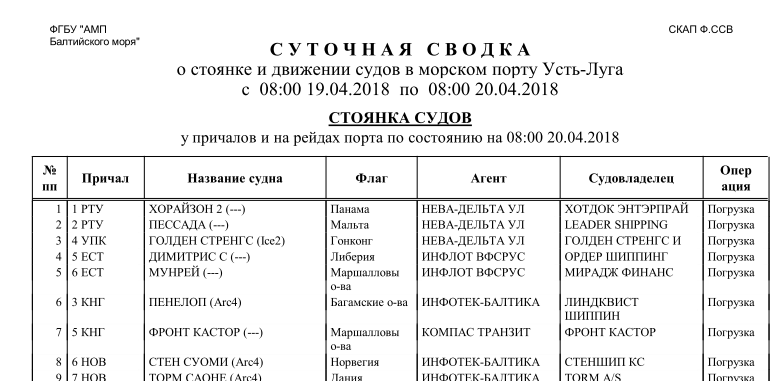 ФГБУ "АМП
Балтийского моря"
СКАП Ф.ССВ
СУТОЧНАЯ СВОДКА
о стоянке и движении судов в морском порту Усть-Луга
с 08:00 19.04.2018 по 08:00 20.04.2018
СТОЯНКА СУДОВ
у причалов и на рейдах порта по состоянию на 08:00 20.04.2018
№ пп Причал Название судна Флаг Агент Судовладелец Опер ация
1 1 РТУ ХОРАЙЗОН 2 (---) Панама НЕВА-ДЕЛЬТА УЛ ХОТДОК ЭНТЭРПРАЙ Погрузка
2 2 РТУ ПЕССАДА (---) Мальта НЕВА-ДЕЛЬТА УЛ LEADER SHIPPING Погрузка
3 4 УПК ГОЛДЕН СТРЕНГС (Ice2) Гонконг НЕВА-ДЕЛЬТА УЛ ГОЛДЕН СТРЕНГС И Погрузка
4 5 ЕСТ ДИМИТРИС С (---) Либерия ИНФЛОТ ВФСРУС ОРДЕР ШИППИНГ Погрузка
5 6 ЕСТ МУНРЕЙ (---) Маршалловы о-ва ИНФЛОТ ВФСРУС МИРАДЖ ФИНАНС Погрузка
6 3 КНГ ПЕНЕЛОП (Arc4) Багамские о-ва ИНФОТЕК-БАЛТИКА ЛИНДКВИСТ ШИППИН Погрузка
7 5 КНГ ФРОНТ КАСТОР (---) Маршалловы о-ва КОМПАС ТРАНЗИТ ФРОНТ КАСТОР Погрузка
8 6 НОВ СТЕН СУОМИ (Arc4) Норвегия ИНФОТЕК-БАЛТИКА СТЕНШИП КС Погрузка
9 7 НОВ ТОРМ САОНЕ (Arc4) Дания ИНФОТЕК-БАЛТИКА TORM A/S Погрузка